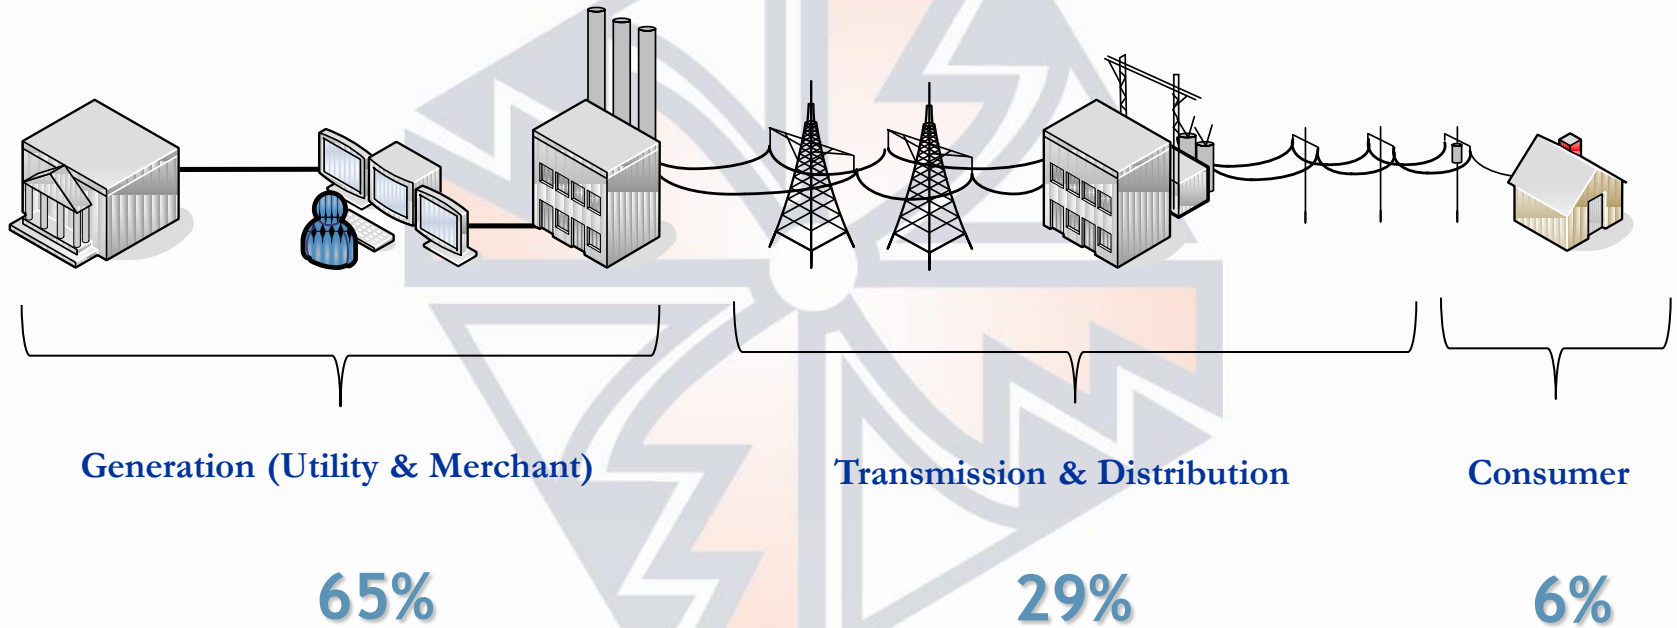 Generation (Utility & Merchant)
Transmission & Distribution
Consumer
65%
29%
6%